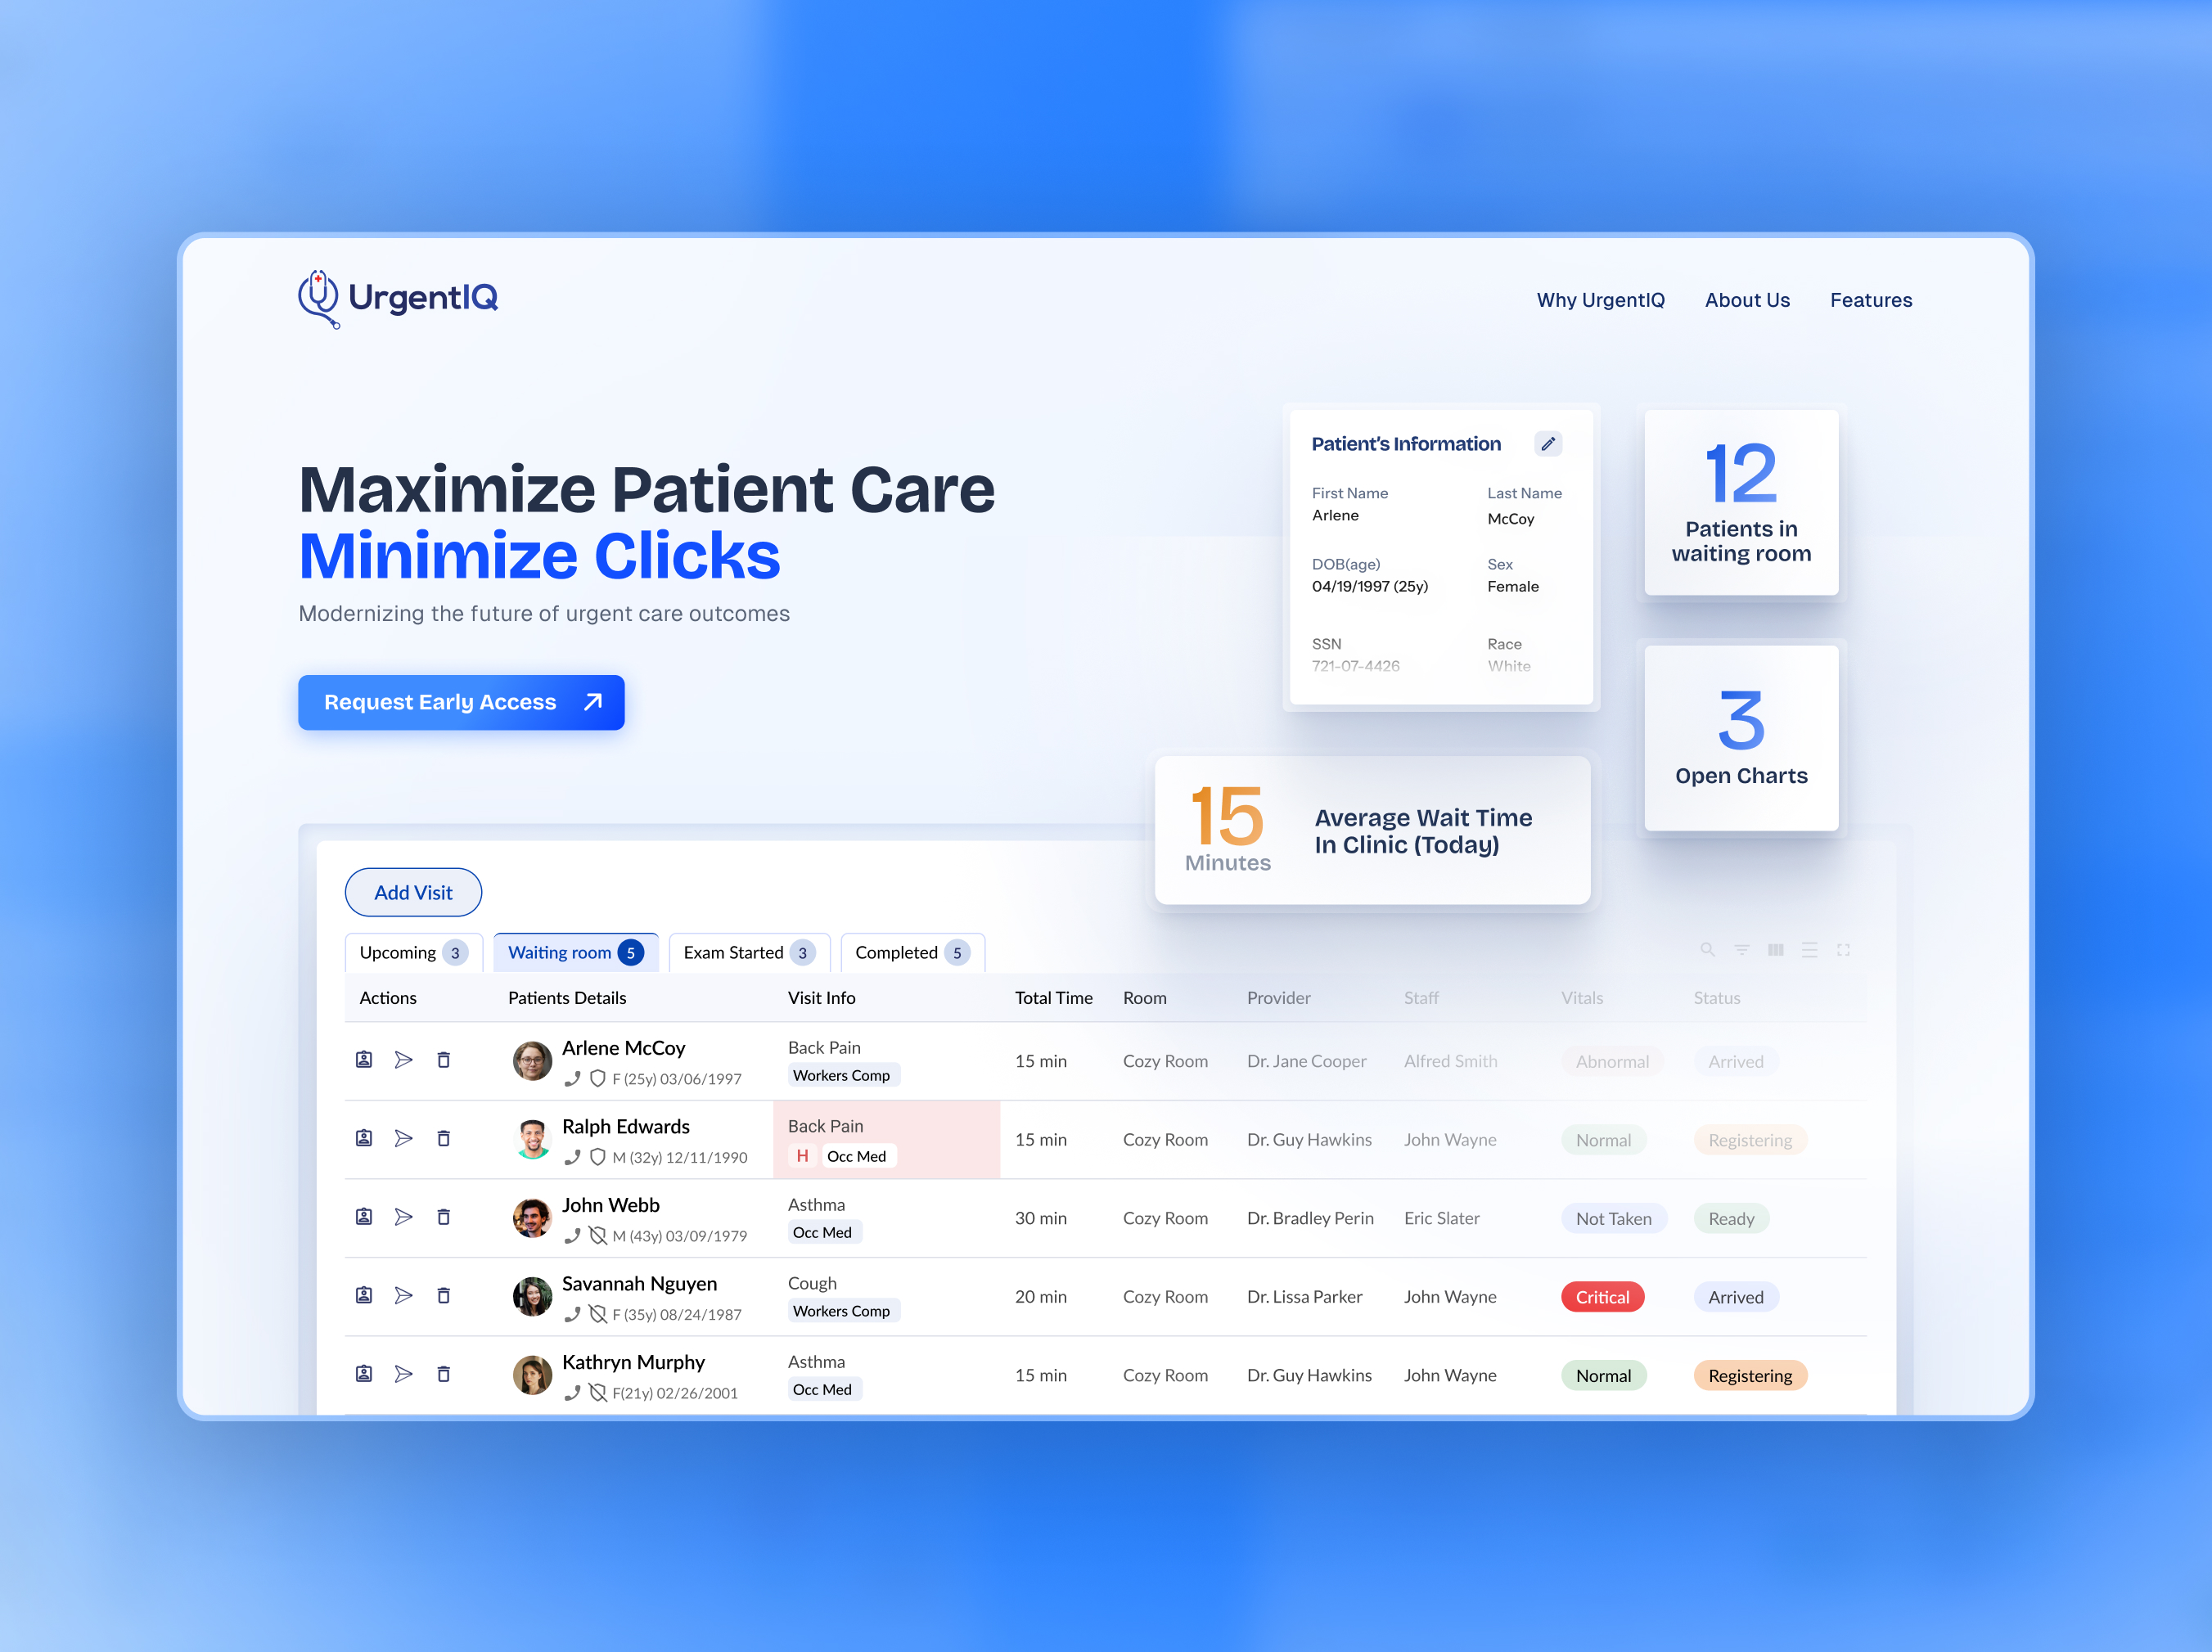 UrgentIQ
Why UrgentIQ
About Us
Features
Maximize Patient Care
Minimize Clicks
Modernizing the future of urgent care outcomes
Request Early Access
Patient's Information
First Name
Last Name
Arlene
McCoy
DOB(age)
Sex
04/19/1997 (25y)
Female
SSN
Race
721-07-4426
White
12
Patients in
waiting room
3
Open Charts
15
Minutes
Average Wait Time
In Clinic (Today)
Add Visit
Upcoming 3
Waiting room 5
Exam Started 3
Completed 5
Actions
Patients Details
Visit Info
Total Time
Room
Provider
Staff
Vitals
Status
Arlene McCoy
F (25y) 03/06/1997
Back Pain
Workers Comp
15 min
Cozy Room
Dr. Jane Cooper
Alfred Smith
Abnormal
Arrived
Ralph Edwards
M (32y) 12/11/1990
Back Pain
H
Occ Med
15 min
Cozy Room
Dr. Guy Hawkins
John Wayne
Normal
Registering
John Webb
M (43y) 03/09/1979
Asthma
Occ Med
30 min
Cozy Room
Dr. Bradley Perin
Eric Slater
Not Taken
Ready
Savannah Nguyen
F (35y) 08/24/1987
Cough
Workers Comp
20 min
Cozy Room
Dr. Lissa Parker
John Wayne
Critical
Arrived
Kathryn Murphy
F(21y) 02/26/2001
Asthma
Occ Med
15 min
Cozy Room
Dr. Guy Hawkins
John Wayne
Normal
Registering